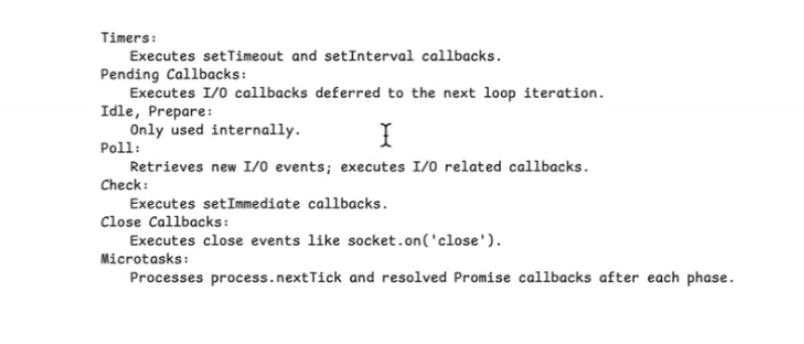 Timers:
Executes setTimeout and setInterval callbacks.
Pending Callbacks:
Executes I/O callbacks deferred to the next loop iteration.
Idle, Prepare:
Only used internally.
Poll:
Retrieves new I/O events; executes I/O related callbacks.
Check:
Executes setImmediate callbacks.
Close Callbacks:
Executes close events like socket.on('close').
Microtasks:
Processes process.nextTick and resolved Promise callbacks after each phase.